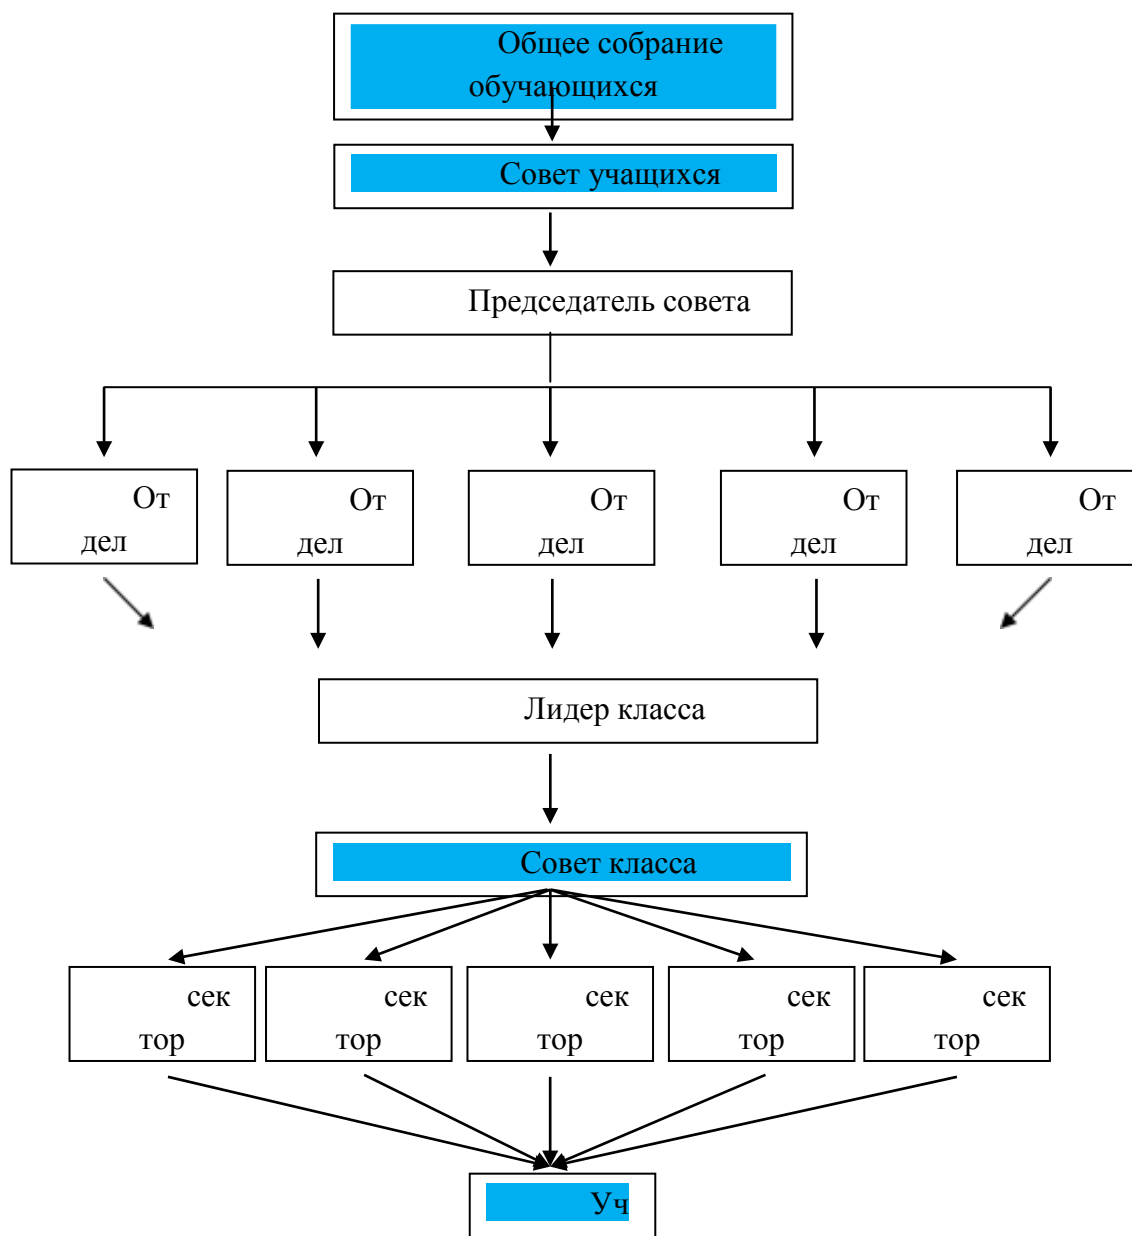 Общее собрание
обучающихся
Совет учащихся
Председатель совета
От
дел
От
дел
От
дел
От
дел
От
дел
Лидер класса
Совет класса
сек
тор
сек
тор
сек
тор
сек
тор
сек
тор
Уч